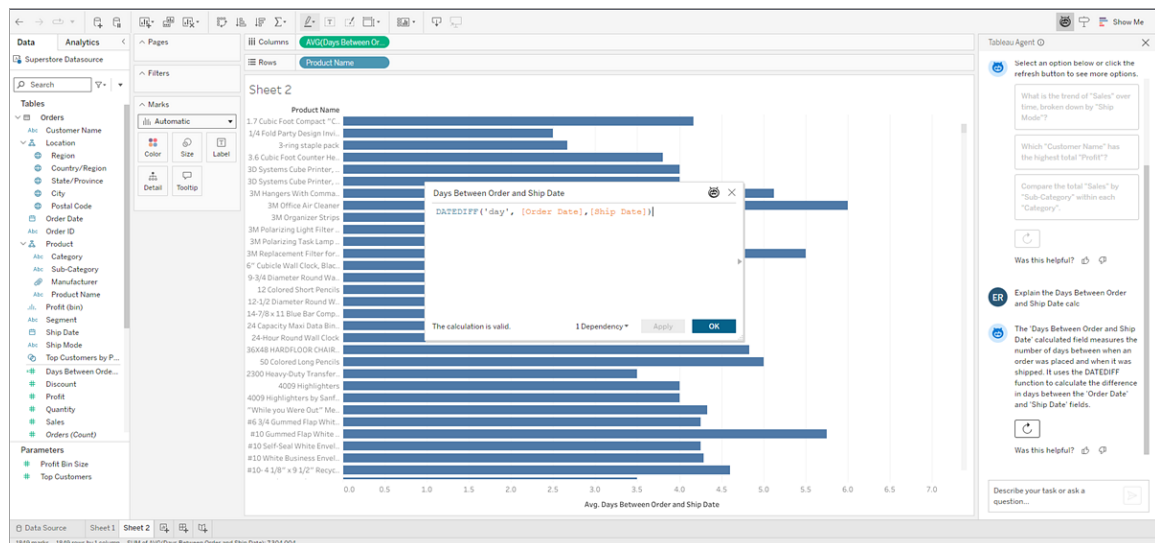 Show Me
Data
Analytics
Pages
Columns
AVG(Days Between Or..
Rows
Product Name
Superstore Datasource
Search
Filters
Tables
Orders
Customer Name
Location
Region
Country/Region
State/Province
City
Postal Code
Order Date
Order ID
Product
Category
Sub-Category
Manufacturer
Product Name
Profit (bin)
Segment
Ship Date
Ship Mode
Top Customers by P...
Days Between Orde...
Discount
Profit
Quantity
Sales
Orders (Count)
Parameters
Profit Bin Size
Top Customers
Marks
Automatic
Color
Size
Label
Detail
Tooltip
Sheet 2
Product Name
1.7 Cubic Foot Compact "C..
1/4 Fold Party Design Invi..
3-ring staple pack
3.6 Cubic Foot Counter He..
3D Systems Cube Printer, ..
3D Systems Cube Printer, ..
3M Hangers With Comma..
3M Office Air Cleaner
3M Organizer Strips
3M Polarizing Light Filter ..
3M Polarizing Task Lamp ..
3M Replacement Filter for..
6" Cubicle Wall Clock, Blac..
9-3/4 Diameter Round Wa..
12 Colored Short Pencils
12-1/2 Diameter Round W..
14-7/8 x 11 Blue Bar Comp..
24 Capacity Maxi Data Bin..
24-Hour Round Wall Clock
36X48 HARDFLOOR CHAIR..
50 Colored Long Pencils
2300 Heavy-Duty Transfer..
4009 Highlighters
4009 Highlighters by Sanf..
"While you Were Out" Me..
#6 3/4 Gummed Flap Whit..
#10 Gummed Flap White ..
#10 Self-Seal White Envel..
#10 White Business Envel..
#10- 4 1/8" x 9 1/2" Recyc..
0.0 0.5 1.0 1.5 2.0 2.5 3.0 3.5 4.0 4.5 5.0 5.5 6.0 6.5 7.0
Avg. Days Between Order and Ship Date
Days Between Order and Ship Date
DATEDIFF('day', [Order Date],[Ship Date])
The calculation is valid.
1 Dependency
Apply
OK
Tableau Agent
Select an option below or click the
refresh button to see more options.
What is the trend of "Sales" over
time, broken down by "Ship
Mode"?
Which "Customer Name" has
the highest total "Profit"?
Compare the total "Sales" by
"Sub-Category" within each
"Category".
Was this helpful?
ER
Explain the Days Between Order
and Ship Date calc
The 'Days Between Order and Ship
Date' calculated field measures the
number of days between when an
order was placed and when it was
shipped. It uses the DATEDIFF
function to calculate the difference
in days between the 'Order Date'
and 'Ship Date' fields.
Was this helpful?
Describe your task or ask a
question...
Data Source
Sheet 1
Sheet 2